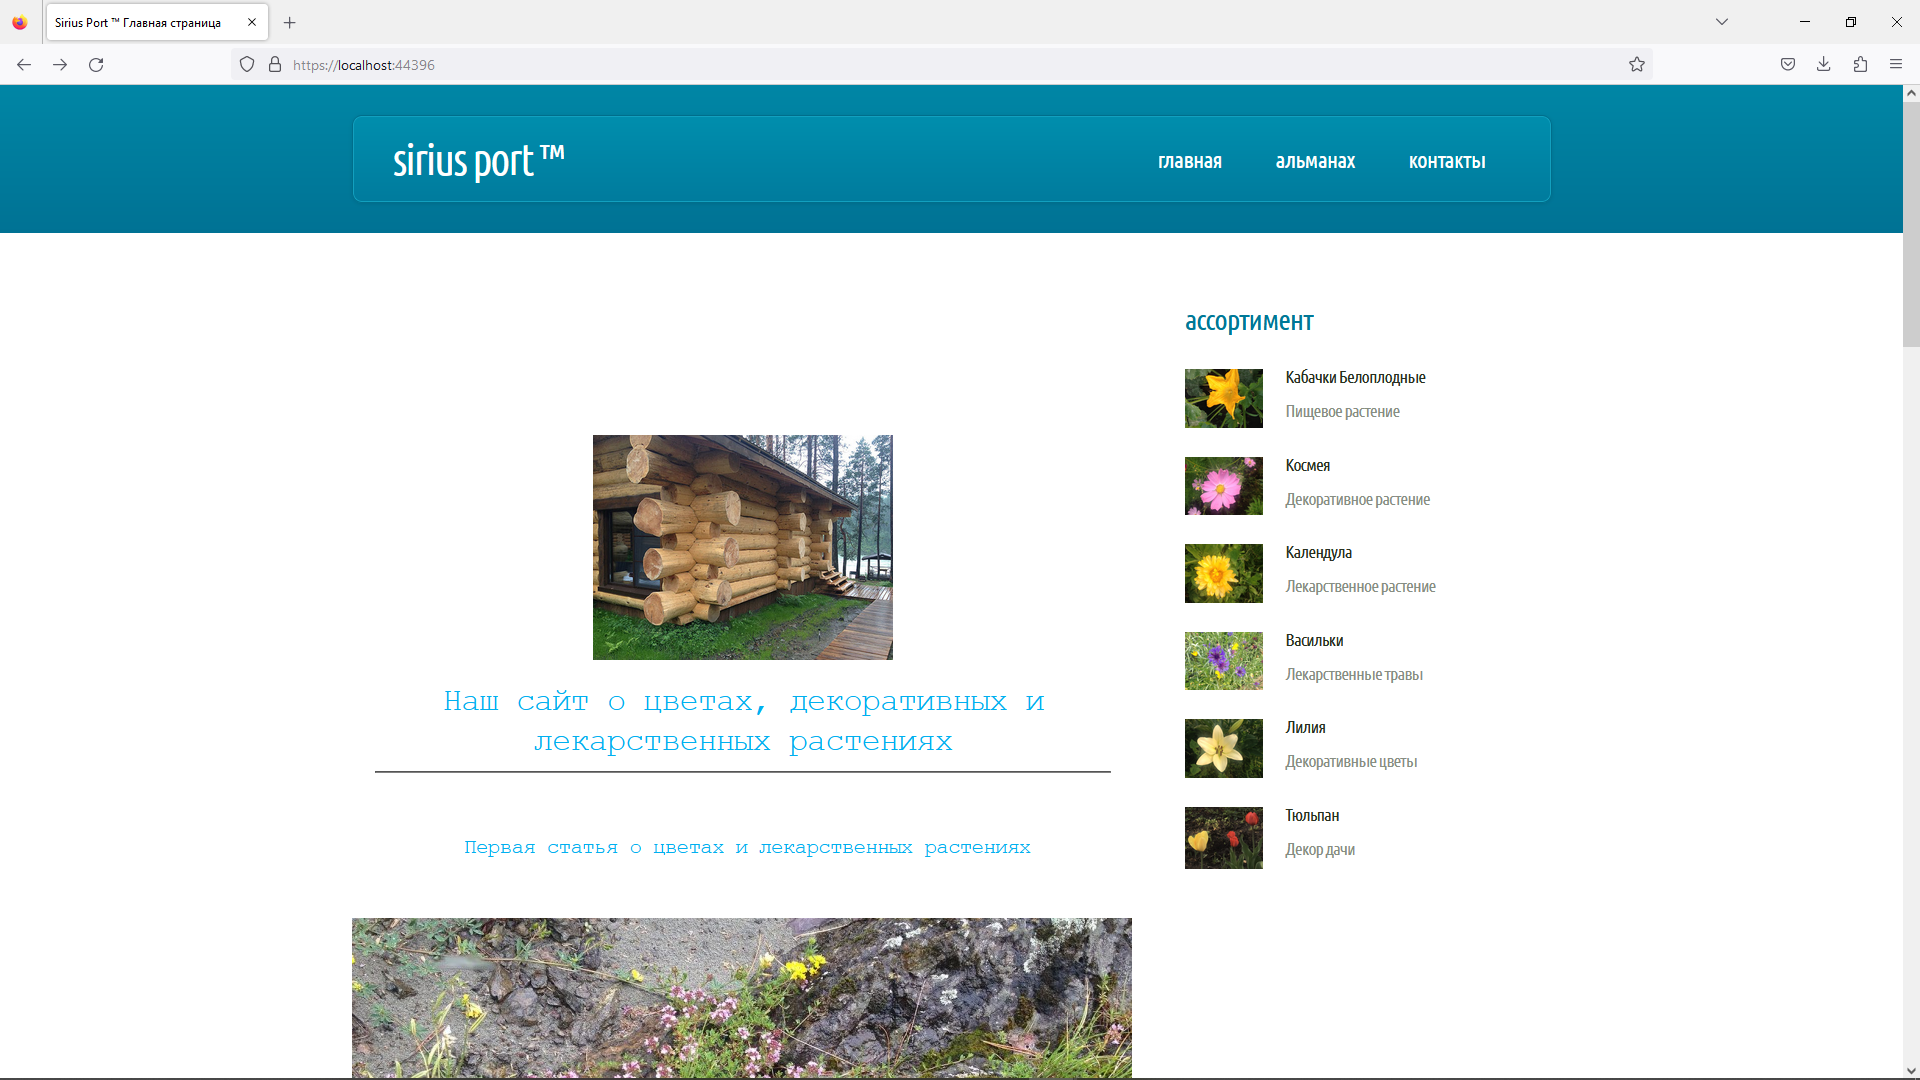 Sirius Port ™ Главная страница
https://localhost:44396
sirius port ™
главная
альманах
контакты
ассортимент
Кабачки Белоплодные
Пищевое растение
Космея
Декоративное растение
Календула
Лекарственное растение
Васильки
Лекарственные травы
Лилия
Декоративные цветы
Тюльпан
Декор дачи
Наш сайт о цветах, декоративных и
лекарственных растениях
Первая статья о цветах и лекарственных растениях